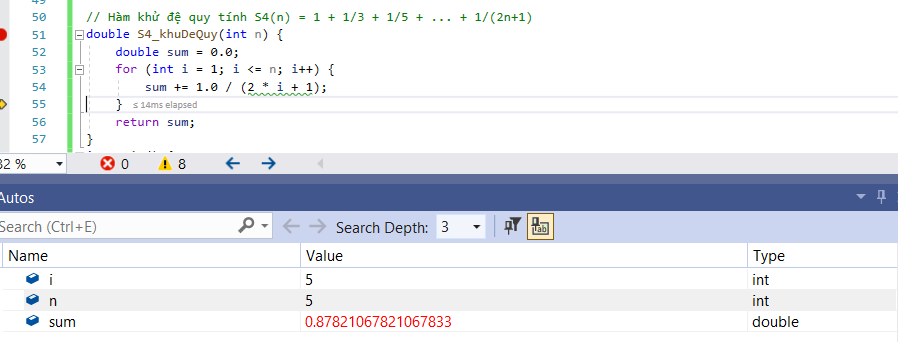 50 // Hàm khử đệ quy tính S4(n) = 1 + 1/3 + 1/5 + ... + 1/(2n+1)
51 double S4_khuDeQuy(int n) {
52 double sum = 0.0;
53 for (int i = 1; i <= n; i++) {
54 sum += 1.0 / (2 * i + 1);
55 } ≤ 14ms elapsed
56 return sum;
57 }
32 % 0 8
Autos
Search (Ctrl+E) Search Depth: 3
Name Value Type
i 5 int
n 5 int
sum 0.87821067821067833 double